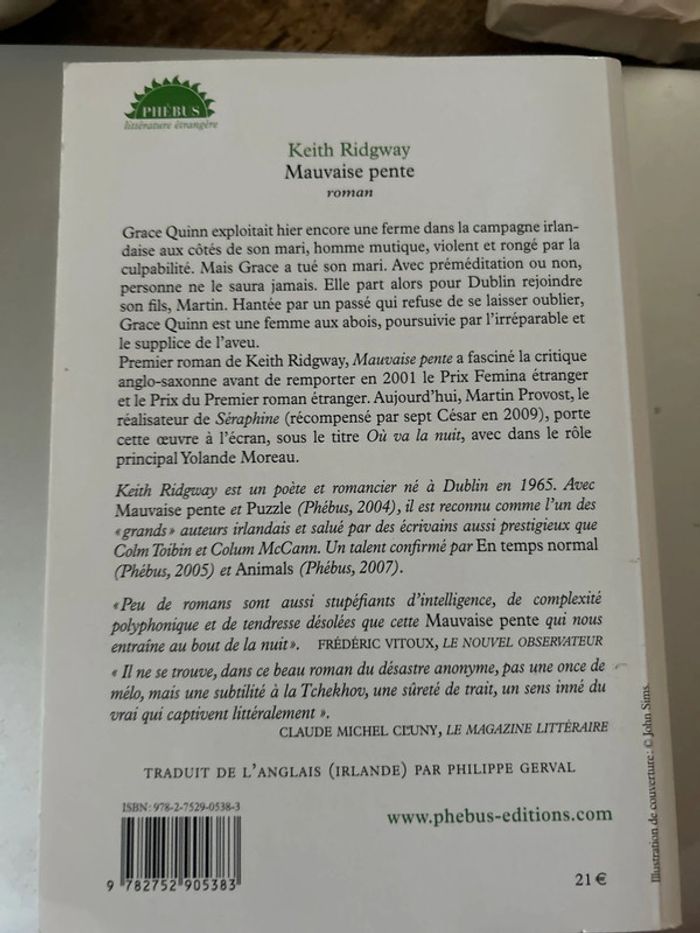 PHÉBUS
littérature étrangère
Keith Ridgway
Mauvaise pente
roman
Grace Quinn exploitait hier encore une ferme dans la campagne irlan-
daise aux côtés de son mari, homme mutique, violent et rongé par la
culpabilité. Mais Grace a tué son mari. Avec préméditation ou non,
personne ne le saura jamais. Elle part alors pour Dublin rejoindre
son fils, Martin. Hantée par un passé qui refuse de se laisser oublier,
Grace Quinn est une femme aux abois, poursuivie par l'irréparable et
le supplice de l'aveu.
Premier roman de Keith Ridgway, Mauvaise pente a fasciné la critique
anglo-saxonne avant de remporter en 2001 le Prix Femina étranger
et le Prix du Premier roman étranger. Aujourd'hui, Martin Provost, le
réalisateur de Séraphine (récompensé par sept César en 2009), porte
cette œuvre à l'écran, sous le titre Où va la nuit, avec dans le rôle
principal Yolande Moreau.
Keith Ridgway est un poète et romancier né à Dublin en 1965. Avec
Mauvaise pente et Puzzle (Phébus, 2004), il est reconnu comme l'un des
«grands» auteurs irlandais et salué par des écrivains aussi prestigieux que
Colm Toibin et Colum McCann. Un talent confirmé par En temps normal
(Phébus, 2005) et Animals (Phébus, 2007).
«Peu de romans sont aussi stupéfiants d'intelligence, de complexité
polyphonique et de tendresse désolées que cette Mauvaise pente qui nous
entraîne au bout de la nuit». FRÉDÉRIC VITOUX, LE NOUVEL OBSERVATEUR
« Il ne se trouve, dans ce beau roman du désastre anonyme, pas une once de
mélo, mais une subtilité à la Tchekhov, une sûreté de trait, un sens inné du
vrai qui captivent littéralement ».
CLAUDE MICHEL CLUNY, LE MAGAZINE LITTÉRAIRE
TRADUIT DE L'ANGLAIS (IRLANDE) PAR PHILIPPE GERVAL
ISBN : 978-2-7529-0538-3
9 782752 905383
www.phebus-editions.com
21 €
Illustration de couverture : © John Sims.